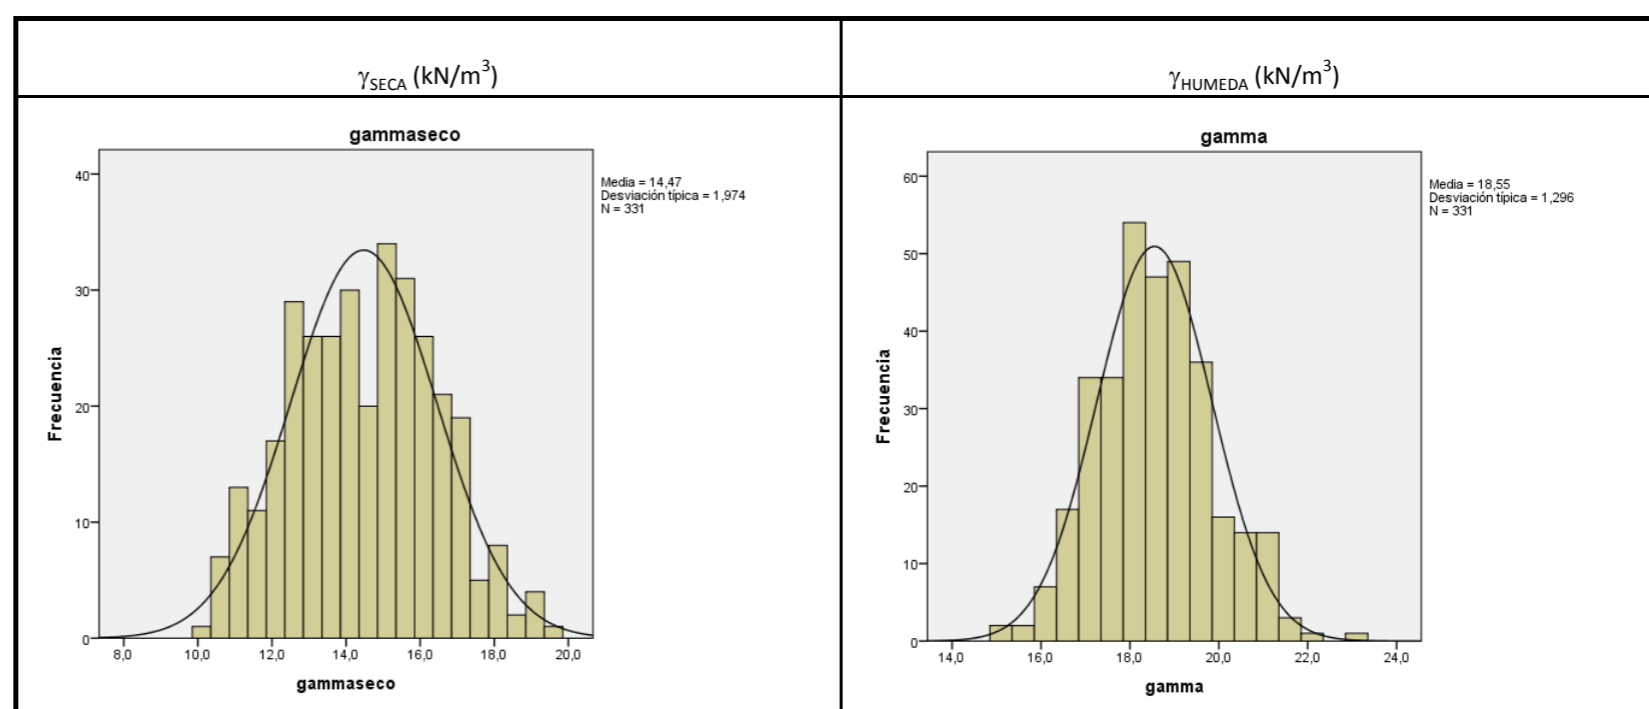 γSECA (kN/m³)
γHUMEDA (kN/m³)
gammaseco
Media = 14,47
Desviación típica = 1,974
N = 331
40
30
20
10
0
Frecuencia
8,0 10,0 12,0 14,0 16,0 18,0 20,0
gammaseco
gamma
Media = 18,55
Desviación típica = 1,296
N = 331
60
50
40
30
20
10
0
Frecuencia
14,0 16,0 18,0 20,0 22,0 24,0
gamma